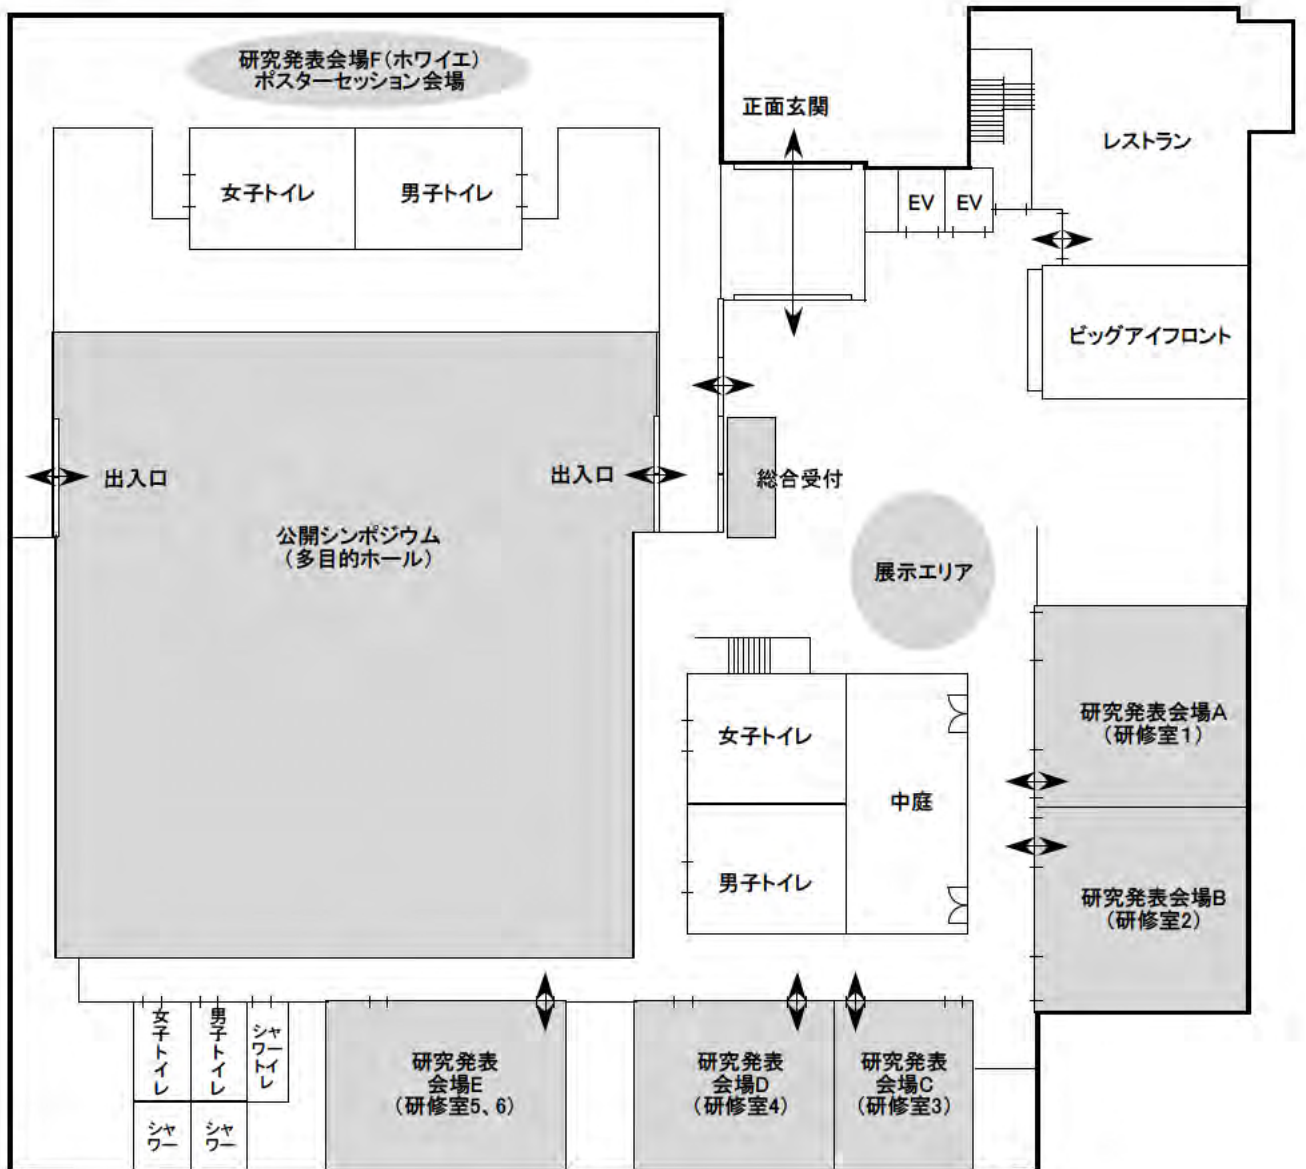 研究発表会場F(ホワイエ)
ポスターセッション会場
正面玄関
レストラン
女子トイレ
男子トイレ
EV
EV
ビッグアイフロント
出入口
出入口
総合受付
公開シンポジウム
(多目的ホール)
展示エリア
女子トイレ
中庭
男子トイレ
研究発表会場A
(研修室1)
研究発表会場B
(研修室2)
女子トイレ
男子トイレ
シャワー
トイレ
シャワー
シャワー
研究発表
会場E
(研修室5、6)
研究発表
会場D
(研修室4)
研究発表
会場C
(研修室3)